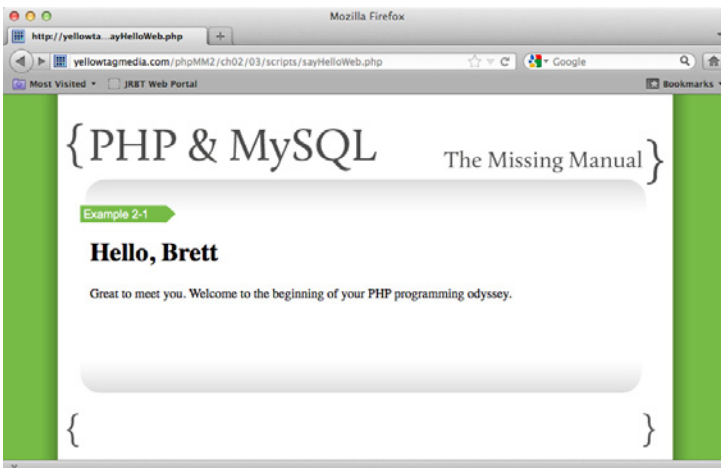 Mozilla Firefox
http://yellowta...ayHelloWeb.php
yellowtagmedia.com/phpMM2/ch02/03/scripts/sayHelloWeb.php
Google
Most Visited
JRBT Web Portal
Bookmarks
{PHP & MySQL
The Missing Manual}
Example 2-1
Hello, Brett
Great to meet you. Welcome to the beginning of your PHP programming odyssey.
{ }